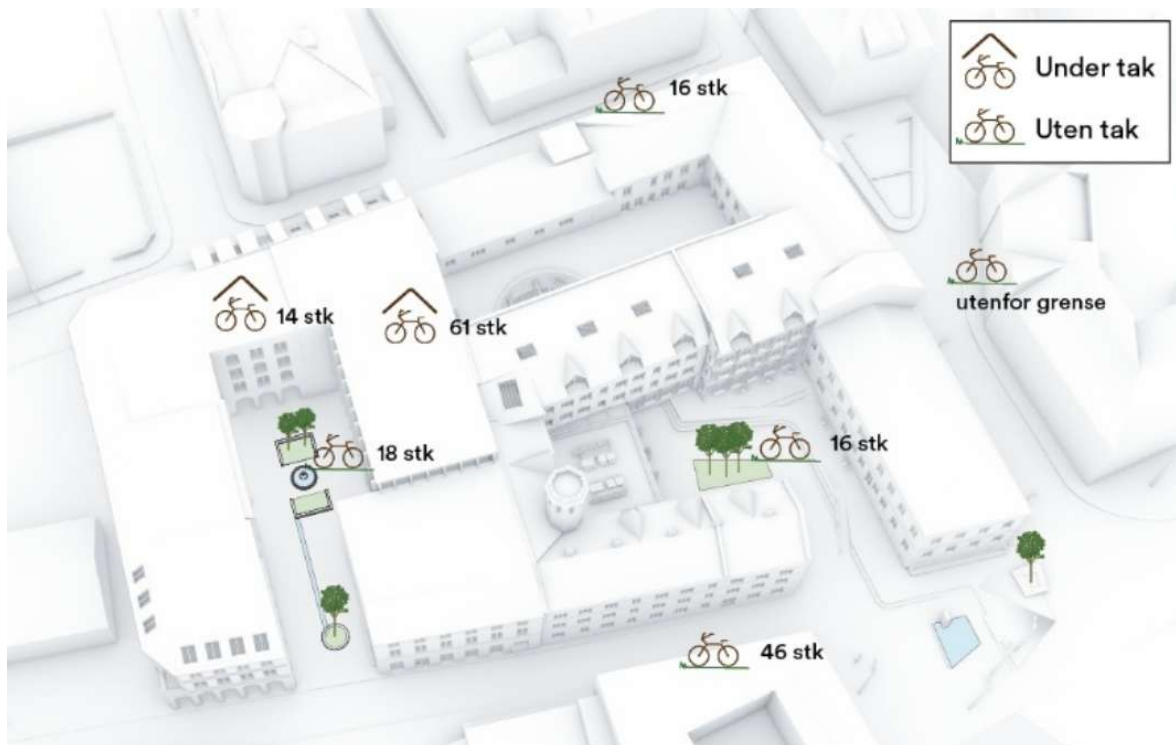 16 stk
Under tak
Uten tak
utenfor grense
14 stk
61 stk
18 stk
16 stk
46 stk